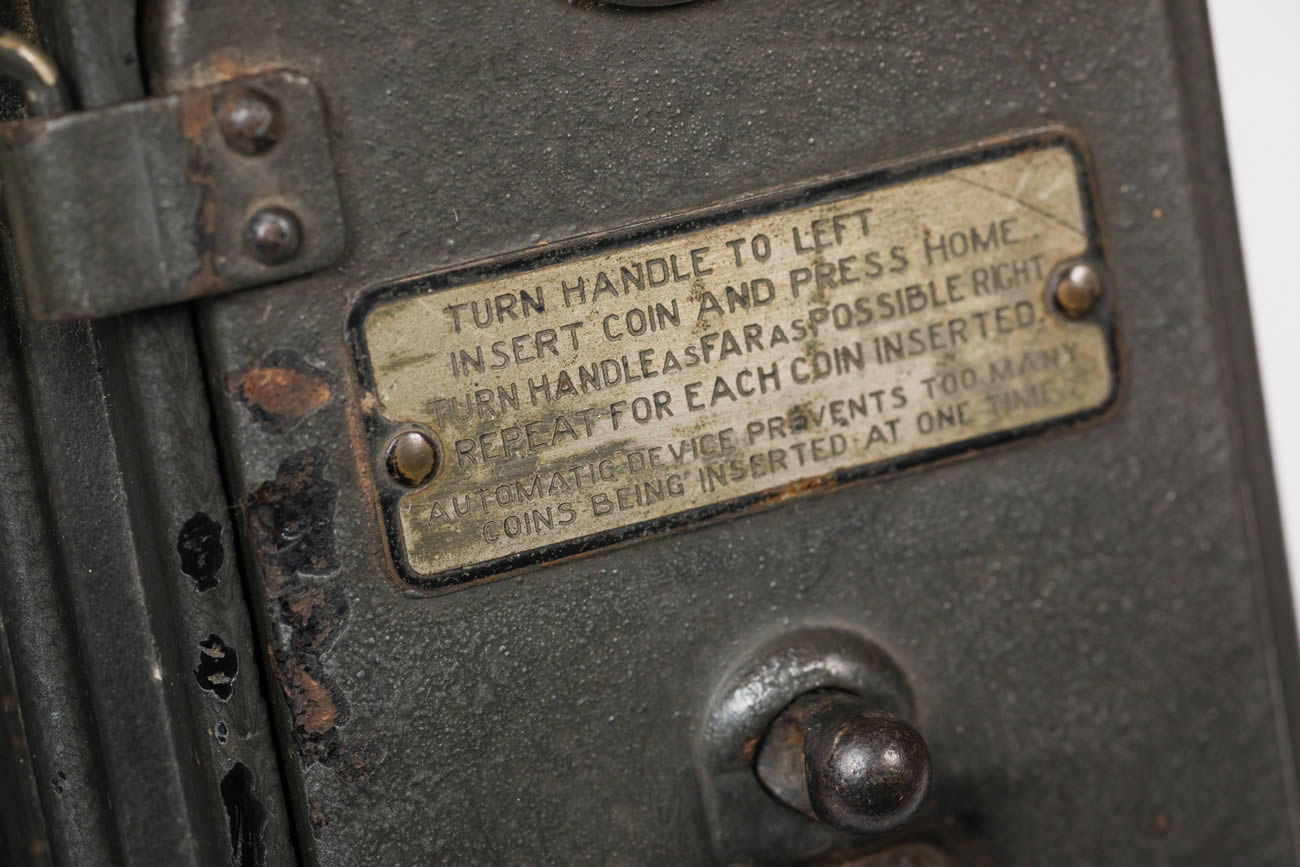 TURN HANDLE TO LEFT
INSERT COIN AND PRESS HOME.
TURN HANDLE AS FAR AS POSSIBLE RIGHT
REPEAT FOR EACH COIN INSERTED.
AUTOMATIC DEVICE PREVENTS TOO MANY
COINS BEING INSERTED AT ONE TIME.